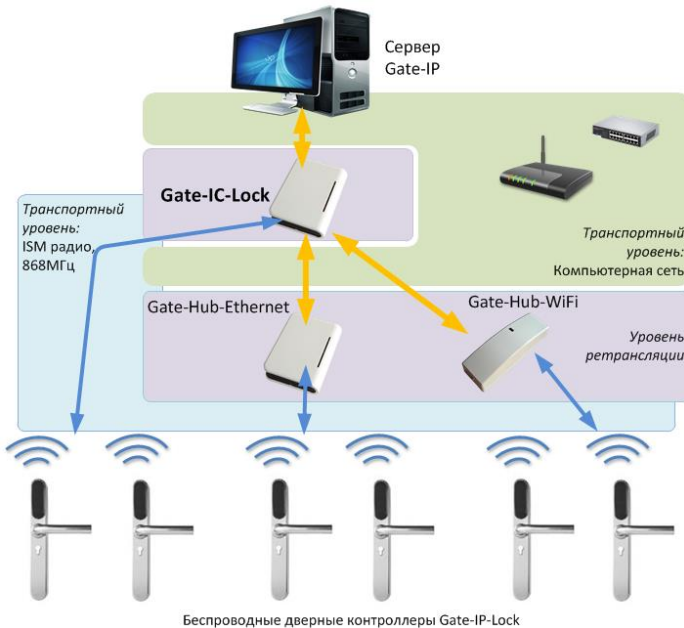 Сервер
Gate-IP
Gate-IC-Lock
Транспортный
уровень:
ISM радио,
868МГц
Транспортный
уровень:
Компьютерная сеть
Gate-Hub-Ethernet
Gate-Hub-WiFi
Уровень
ретрансляции
Беспроводные дверные контроллеры Gate-IP-Lock